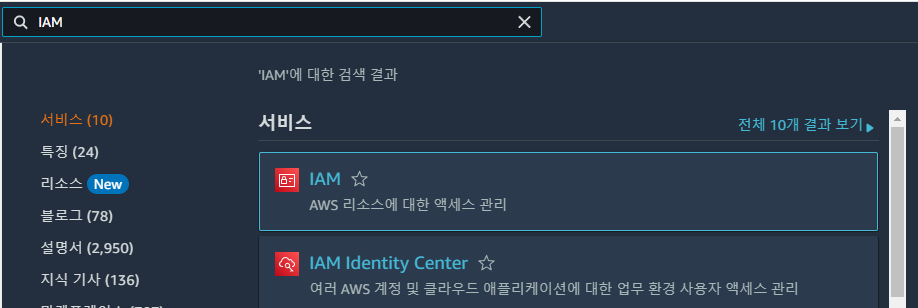 IAM
'IAM'에 대한 검색 결과
서비스 (10)
특징 (24)
리소스 New
블로그 (78)
설명서 (2,950)
지식 기사 (136)
서비스
전체 10개 결과 보기
IAM
AWS 리소스에 대한 액세스 관리
IAM Identity Center
여러 AWS 계정 및 클라우드 애플리케이션에 대한 업무 환경 사용자 액세스 관리